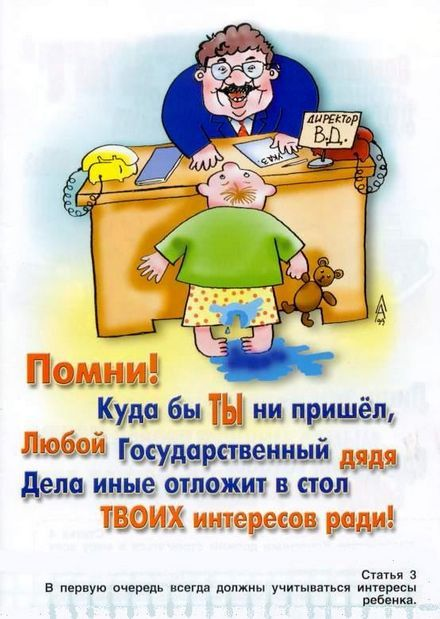 ДИРЕКТОР
В.Д.
УКАЗ
Помни!
Куда бы ТЫ ни пришёл,
Любой Государственный дядя
Дела иные отложит в стол
ТВОИХ интересов ради!
Статья 3
В первую очередь всегда должны учитываться интересы
ребенка.